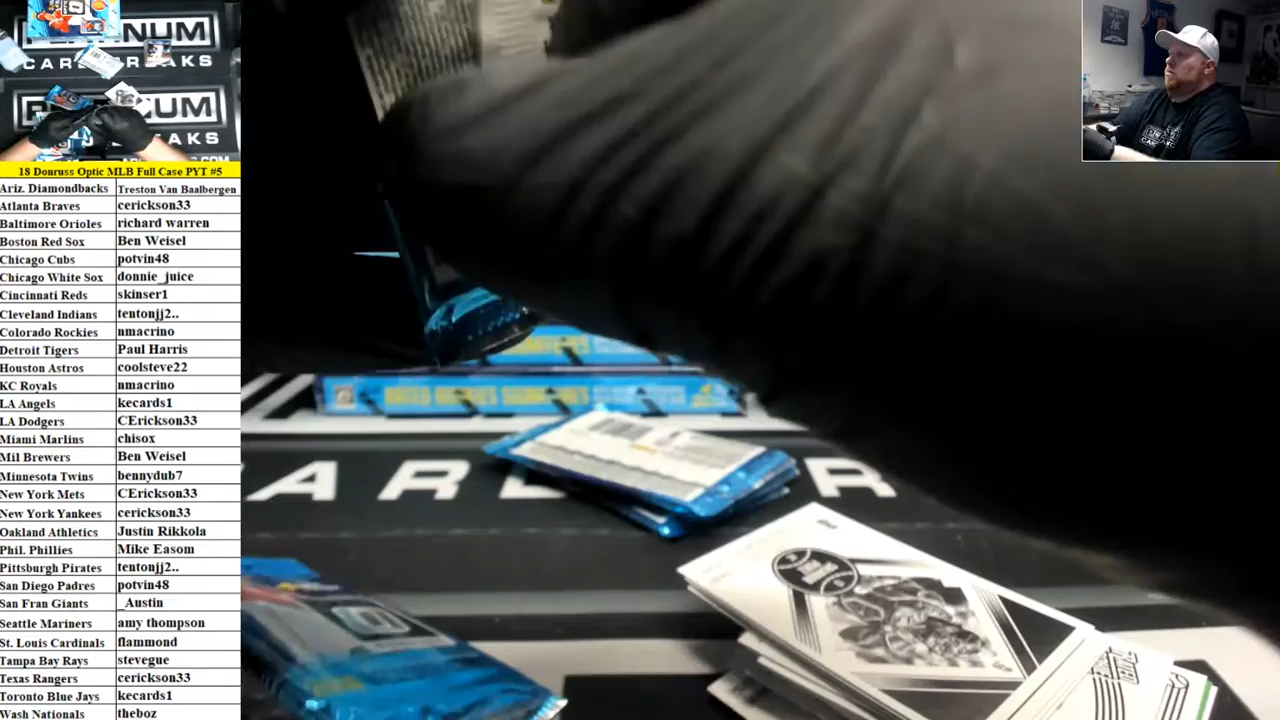 NUM
CAR BREAKS
PL NUM
EAKS
18 Donruss Optic MLB Full Case PYT #5
Ariz. Diamondbacks Treston Van Baalbergen
Atlanta Braves cerickson33
Baltimore Orioles richard warren
Boston Red Sox Ben Weisel
Chicago Cubs potvin48
Chicago White Sox donnie_juice
Cincinnati Reds skinser1
Cleveland Indians tentonjj2..
Colorado Rockies nmacrino
Detroit Tigers Paul Harris
Houston Astros coolsteve22
KC Royals nmacrino
LA Angels kecards1
LA Dodgers CErickson33
Miami Marlins chisox
Mil Brewers Ben Weisel
Minnesota Twins bennydub7
New York Mets CErickson33
New York Yankees cerickson33
Oakland Athletics Justin Rikkola
Phil. Phillies Mike Easom
Pittsburgh Pirates tentonjj2..
San Diego Padres potvin48
San Fran Giants _Austin
Seattle Mariners amy thompson
St. Louis Cardinals flammond
Tampa Bay Rays stevegue
Texas Rangers cerickson33
Toronto Blue Jays kecards1
Wash Nationals theboz
CARD R